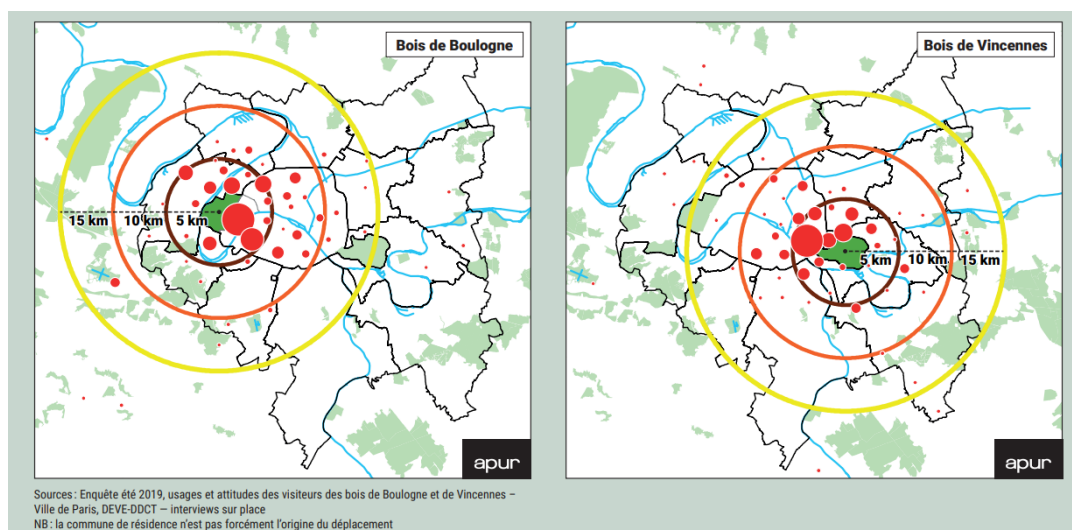 Bois de Boulogne
15 km 10 km 5 km
apur
Bois de Vincennes
5 km 10 km 15 km
apur
Sources : Enquête été 2019, usages et attitudes des visiteurs des bois de Boulogne et de Vincennes –
Ville de Paris, DEVE-DDCT — interviews sur place
NB : la commune de résidence n'est pas forcément l'origine du déplacement